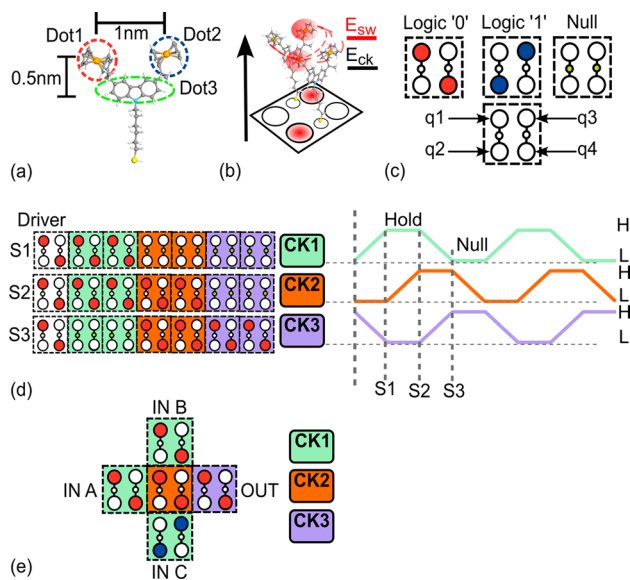 Dot1
1nm
Dot2
0.5nm
Dot3
(a)
E_sw
E_ck
(b)
Logic '0' Logic '1' Null
q1 q3
q2 q4
(c)
Driver
S1
S2
S3
CK1
CK2
CK3
Hold
Null
H
L
H
L
H
L
S1 S2 S3
(d)
IN B
IN A
OUT
IN C
CK1
CK2
CK3
(e)